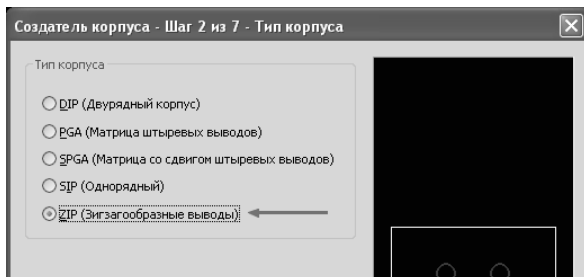 Создатель корпуса - Шаг 2 из 7 - Тип корпуса
Тип корпуса
DIP (Двурядный корпус)
PGA (Матрица штыревых выводов)
SPGA (Матрица со сдвигом штыревых выводов)
SIP (Однорядный)
ZIP (Зигзагообразные выводы)